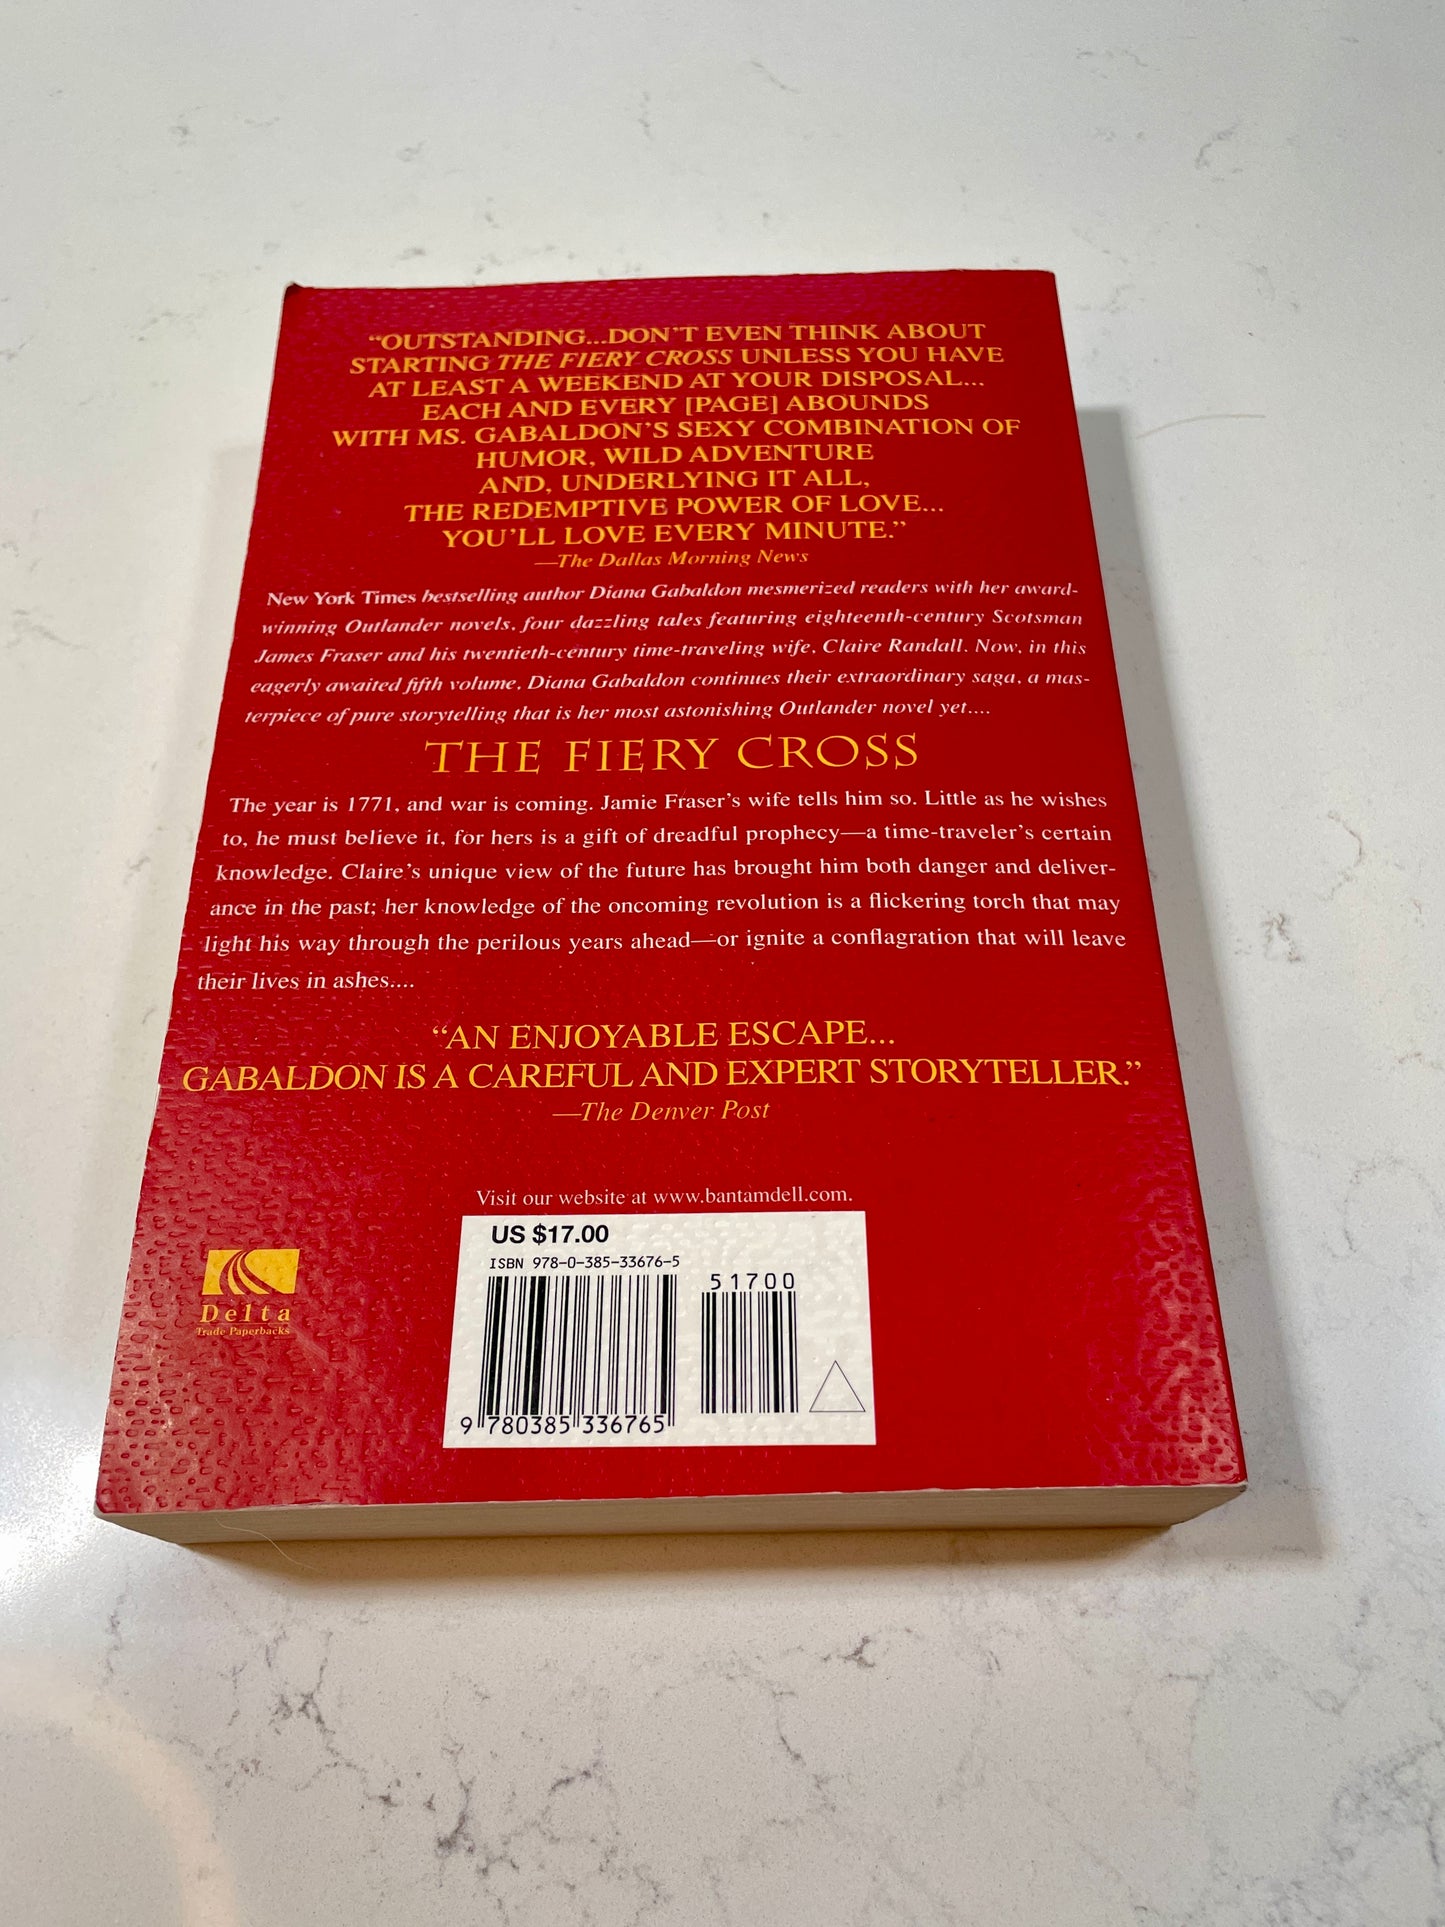 “OUTSTANDING...DON’T EVEN THINK ABOUT
STARTING THE FIERY CROSS UNLESS YOU HAVE
AT LEAST A WEEKEND AT YOUR DISPOSAL...
EACH AND EVERY [PAGE] ABOUNDS
WITH MS. GABALDON’S SEXY COMBINATION OF
HUMOR, WILD ADVENTURE
AND, UNDERLYING IT ALL,
THE REDEMPTIVE POWER OF LOVE...
YOU’LL LOVE EVERY MINUTE.”
—The Dallas Morning News
New York Times bestselling author Diana Gabaldon mesmerized readers with her award-
winning Outlander novels, four dazzling tales featuring eighteenth-century Scotsman
James Fraser and his twentieth-century time-traveling wife, Claire Randall. Now, in this
eagerly awaited fifth volume, Diana Gabaldon continues their extraordinary saga, a mas-
terpiece of pure storytelling that is her most astonishing Outlander novel yet....
THE FIERY CROSS
The year is 1771, and war is coming. Jamie Fraser’s wife tells him so. Little as he wishes
to, he must believe it, for hers is a gift of dreadful prophecy—a time-traveler’s certain
knowledge. Claire’s unique view of the future has brought him both danger and deliver-
ance in the past; her knowledge of the oncoming revolution is a flickering torch that may
light his way through the perilous years ahead—or ignite a conflagration that will leave
their lives in ashes....
“AN ENJOYABLE ESCAPE...
GABALDON IS A CAREFUL AND EXPERT STORYTELLER.”
—The Denver Post
Visit our website at www.bantamdell.com.
US $17.00
ISBN 978-0-385-33676-5
51700
9 780385 336765
Delta
Trade Paperbacks